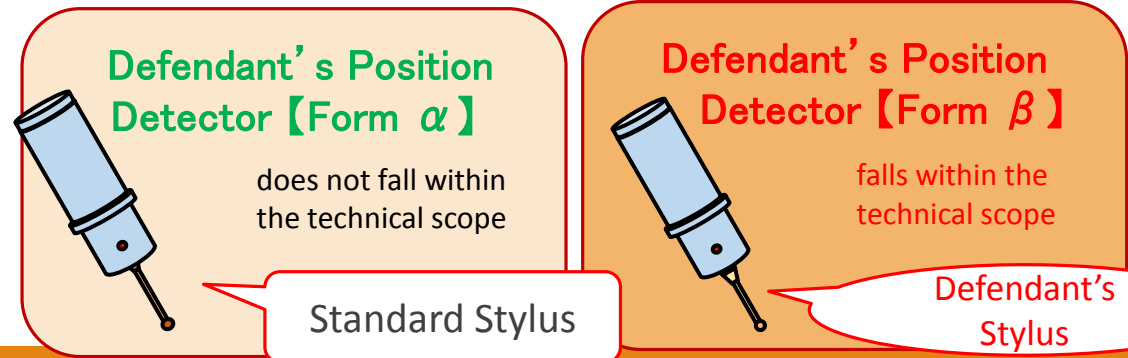 Defendant’s Position
Detector【Form α】
does not fall within
the technical scope
Standard Stylus
Defendant’s Position
Detector【Form β】
falls within the
technical scope
Defendant’s
Stylus